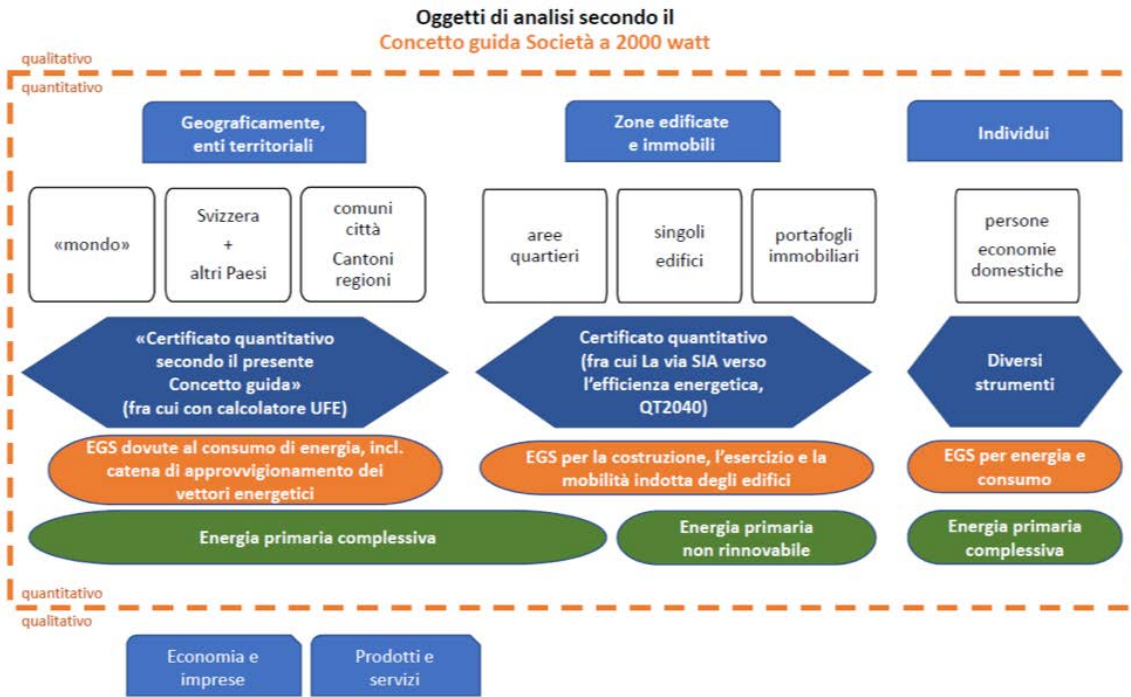 Oggetti di analisi secondo il
Concetto guida Società a 2000 watt
qualitativo
quantitativo
Geograficamente,
enti territoriali
Zone edificate
e immobili
Individui
«mondo»
Svizzera
+
altri Paesi
comuni
città
Cantoni
regioni
aree
quartieri
singoli
edifici
portafogli
immobiliari
persone
economie
domestiche
«Certificato quantitativo
secondo il presente
Concetto guida»
(fra cui con calcolatore UFE)
Certificato quantitativo
(fra cui La via SIA verso
l'efficienza energetica,
QT2040)
Diversi
strumenti
EGS dovute al consumo di energia, incl.
catena di approvvigionamento dei
vettori energetici
EGS per la costruzione, l'esercizio e la
mobilità indotta degli edifici
EGS per energia e
consumo
Energia primaria complessiva
Energia primaria
non rinnovabile
Energia primaria
complessiva
quantitativo
qualitativo
Economia e
imprese
Prodotti e
servizi